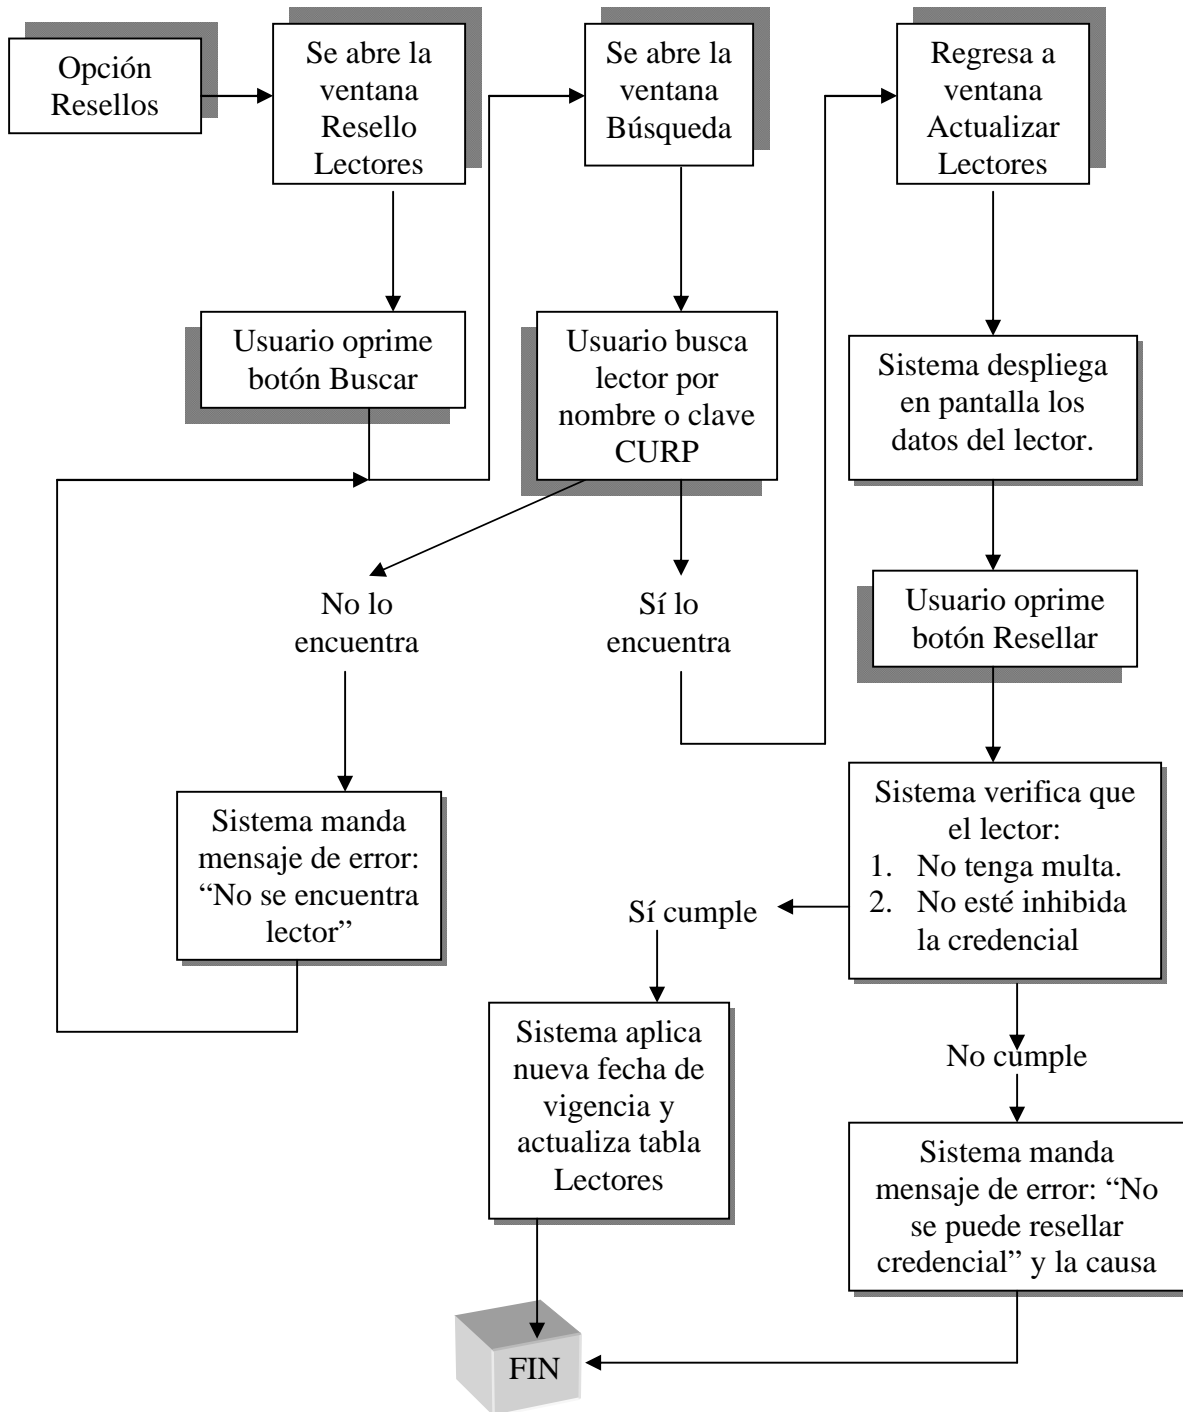 Opción
Resellos
Se abre la
ventana
Resello
Lectores
Se abre la
ventana
Búsqueda
Regresa a
ventana
Actualizar
Lectores
Usuario oprime
botón Buscar
Usuario busca
lector por
nombre o clave
CURP
Sistema despliega
en pantalla los
datos del lector.
No lo
encuentra
Sí lo
encuentra
Usuario oprime
botón Resellar
Sistema manda
mensaje de error:
“No se encuentra
lector”
Sistema verifica que
el lector:
1. No tenga multa.
2. No esté inhibida
la credencial
Sí cumple
Sistema aplica
nueva fecha de
vigencia y
actualiza tabla
Lectores
No cumple
Sistema manda
mensaje de error: “No
se puede resellar
credencial” y la causa
FIN